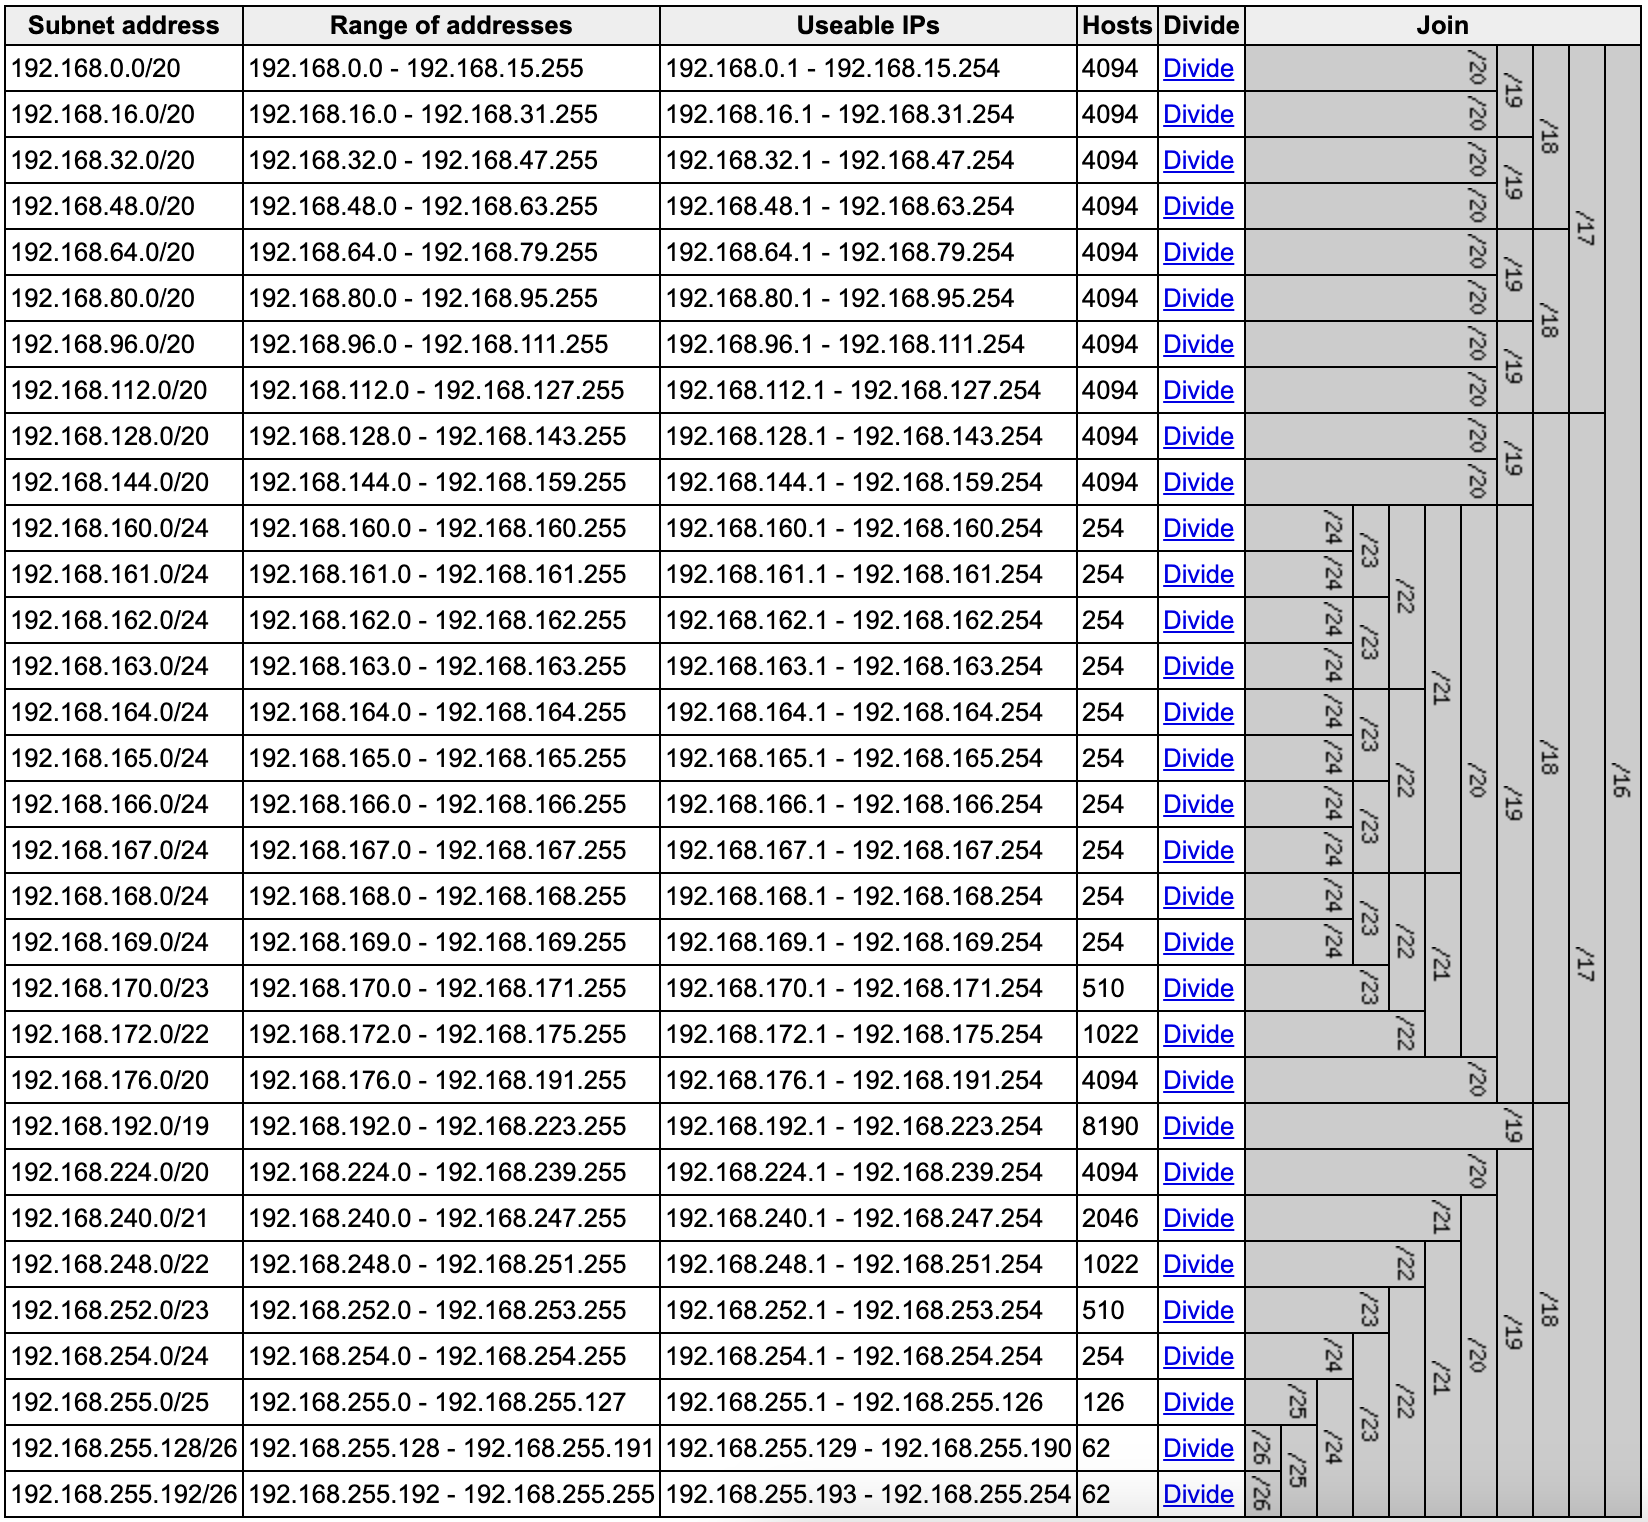 Subnet address Range of addresses Useable IPs Hosts Divide Join
192.168.0.0/20 192.168.0.0 - 192.168.15.255 192.168.0.1 - 192.168.15.254 4094 Divide /20 /19 /18 /17 /16
192.168.16.0/20 192.168.16.0 - 192.168.31.255 192.168.16.1 - 192.168.31.254 4094 Divide /20
192.168.32.0/20 192.168.32.0 - 192.168.47.255 192.168.32.1 - 192.168.47.254 4094 Divide /20 /19
192.168.48.0/20 192.168.48.0 - 192.168.63.255 192.168.48.1 - 192.168.63.254 4094 Divide /20
192.168.64.0/20 192.168.64.0 - 192.168.79.255 192.168.64.1 - 192.168.79.254 4094 Divide /20 /19 /18
192.168.80.0/20 192.168.80.0 - 192.168.95.255 192.168.80.1 - 192.168.95.254 4094 Divide /20
192.168.96.0/20 192.168.96.0 - 192.168.111.255 192.168.96.1 - 192.168.111.254 4094 Divide /20 /19
192.168.112.0/20 192.168.112.0 - 192.168.127.255 192.168.112.1 - 192.168.127.254 4094 Divide /20
192.168.128.0/20 192.168.128.0 - 192.168.143.255 192.168.128.1 - 192.168.143.254 4094 Divide /20 /19 /18 /17
192.168.144.0/20 192.168.144.0 - 192.168.159.255 192.168.144.1 - 192.168.159.254 4094 Divide /20
192.168.160.0/24 192.168.160.0 - 192.168.160.255 192.168.160.1 - 192.168.160.254 254 Divide /24 /23 /22 /21 /20 /19
192.168.161.0/24 192.168.161.0 - 192.168.161.255 192.168.161.1 - 192.168.161.254 254 Divide /24
192.168.162.0/24 192.168.162.0 - 192.168.162.255 192.168.162.1 - 192.168.162.254 254 Divide /24 /23
192.168.163.0/24 192.168.163.0 - 192.168.163.255 192.168.163.1 - 192.168.163.254 254 Divide /24
192.168.164.0/24 192.168.164.0 - 192.168.164.255 192.168.164.1 - 192.168.164.254 254 Divide /24 /23 /22
192.168.165.0/24 192.168.165.0 - 192.168.165.255 192.168.165.1 - 192.168.165.254 254 Divide /24
192.168.166.0/24 192.168.166.0 - 192.168.166.255 192.168.166.1 - 192.168.166.254 254 Divide /24 /23
192.168.167.0/24 192.168.167.0 - 192.168.167.255 192.168.167.1 - 192.168.167.254 254 Divide /24
192.168.168.0/24 192.168.168.0 - 192.168.168.255 192.168.168.1 - 192.168.168.254 254 Divide /24 /23 /22 /21
192.168.169.0/24 192.168.169.0 - 192.168.169.255 192.168.169.1 - 192.168.169.254 254 Divide /24
192.168.170.0/23 192.168.170.0 - 192.168.171.255 192.168.170.1 - 192.168.171.254 510 Divide /23
192.168.172.0/22 192.168.172.0 - 192.168.175.255 192.168.172.1 - 192.168.175.254 1022 Divide /22
192.168.176.0/20 192.168.176.0 - 192.168.191.255 192.168.176.1 - 192.168.191.254 4094 Divide /20
192.168.192.0/19 192.168.192.0 - 192.168.223.255 192.168.192.1 - 192.168.223.254 8190 Divide /19 /18
192.168.224.0/20 192.168.224.0 - 192.168.239.255 192.168.224.1 - 192.168.239.254 4094 Divide /20 /19
192.168.240.0/21 192.168.240.0 - 192.168.247.255 192.168.240.1 - 192.168.247.254 2046 Divide /21 /20
192.168.248.0/22 192.168.248.0 - 192.168.251.255 192.168.248.1 - 192.168.251.254 1022 Divide /22 /21
192.168.252.0/23 192.168.252.0 - 192.168.253.255 192.168.252.1 - 192.168.253.254 510 Divide /23 /22
192.168.254.0/24 192.168.254.0 - 192.168.254.255 192.168.254.1 - 192.168.254.254 254 Divide /24 /23
192.168.255.0/25 192.168.255.0 - 192.168.255.127 192.168.255.1 - 192.168.255.126 126 Divide /25 /24
192.168.255.128/26 192.168.255.128 - 192.168.255.191 192.168.255.129 - 192.168.255.190 62 Divide /26 /25
192.168.255.192/26 192.168.255.192 - 192.168.255.255 192.168.255.193 - 192.168.255.254 62 Divide /26